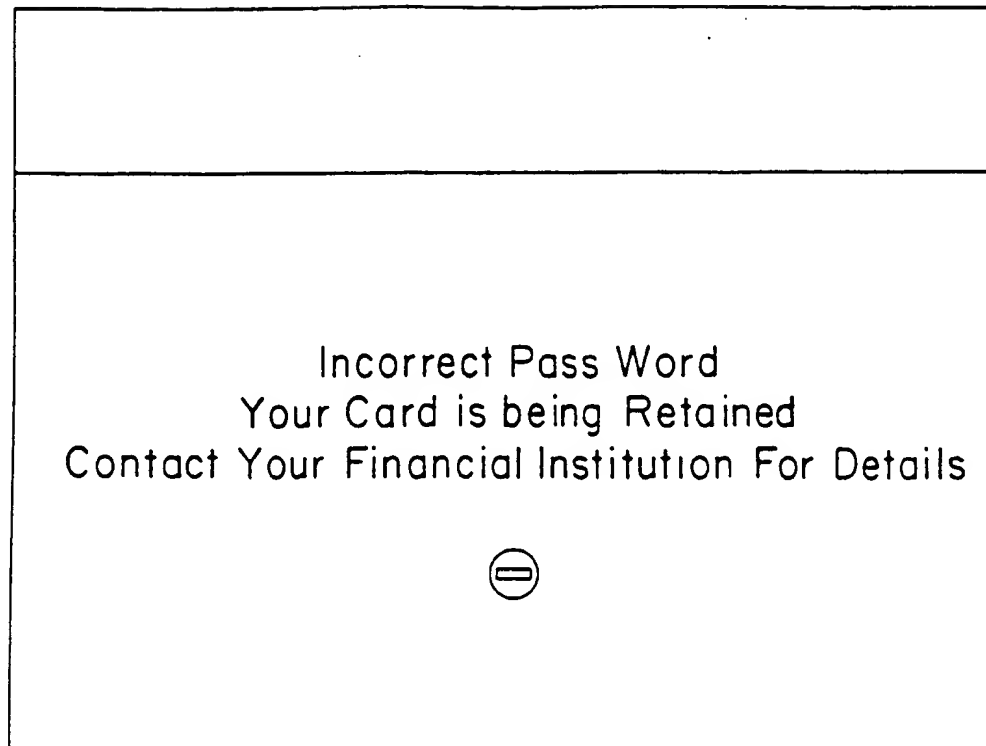 Incorrect Pass Word
Your Card is being Retained
Contact Your Financial Institution For Details